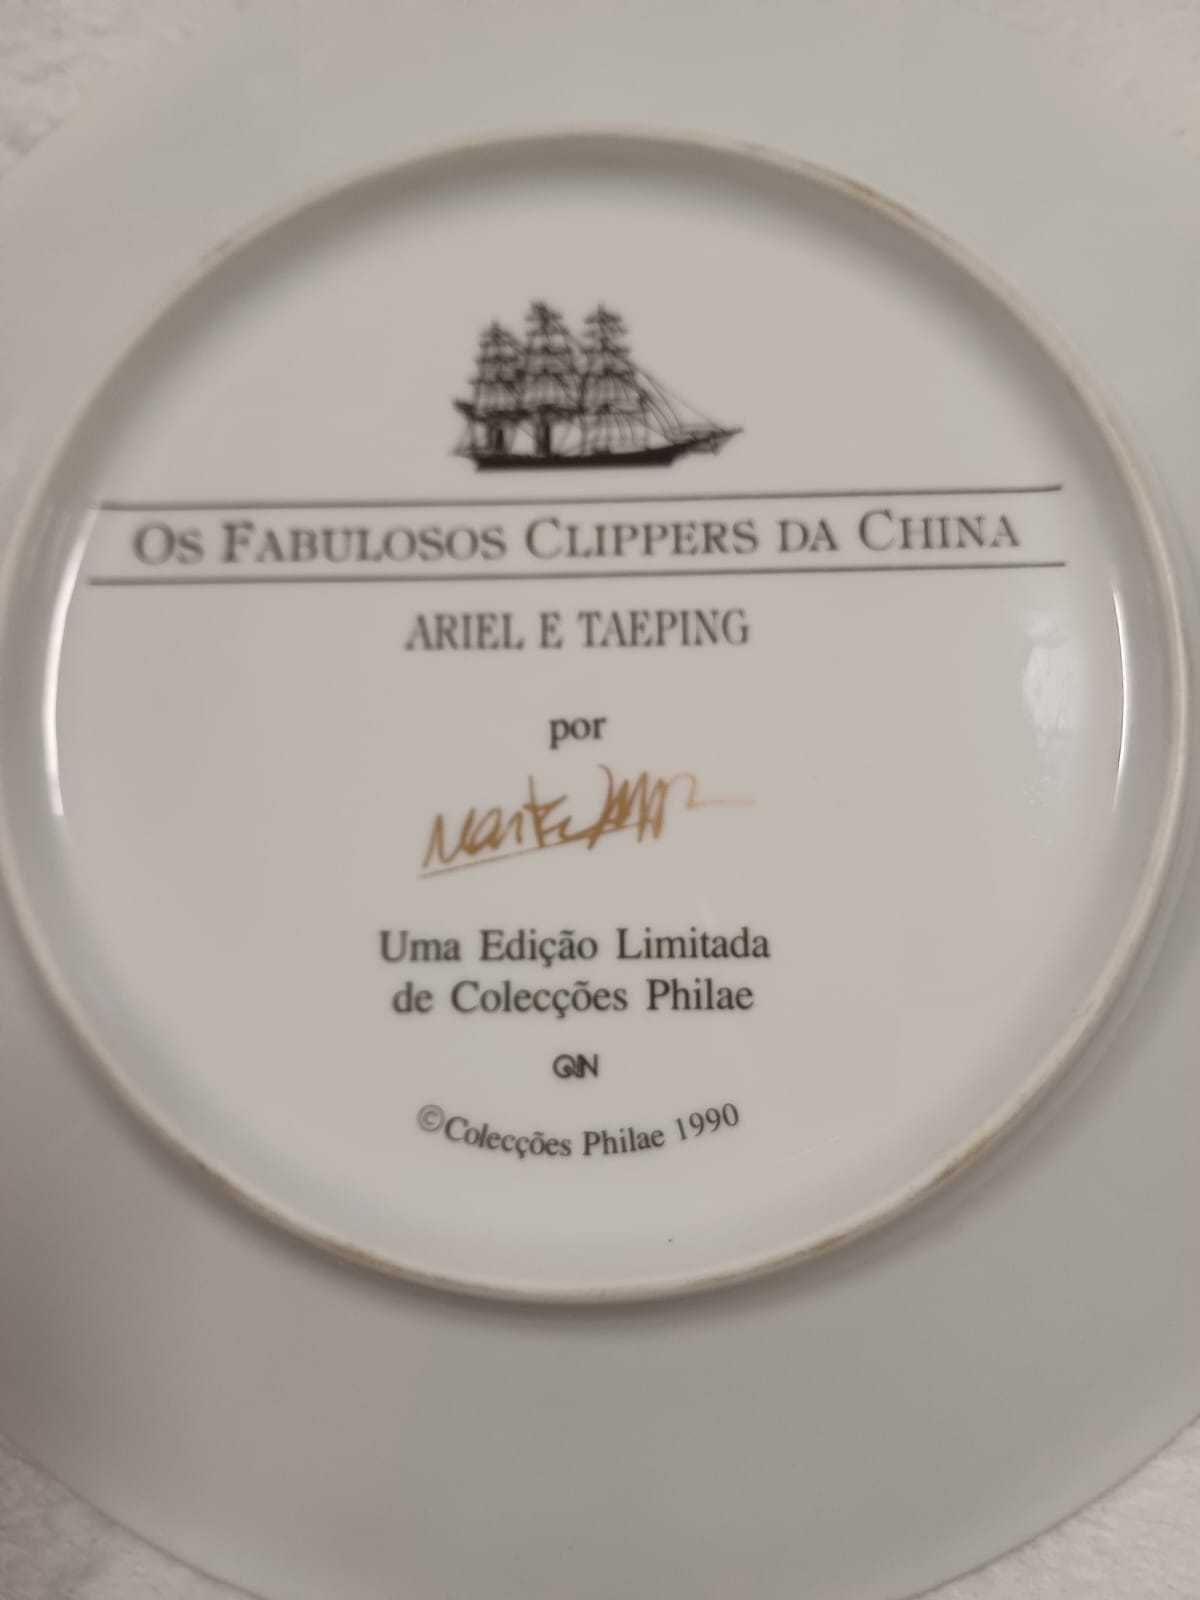 OS FABULOSOS CLIPPERS DA CHINA
ARIEL E TAEPING
por
Uma Edição Limitada
de Colecções Philae
QN
©Colecções Philae 1990